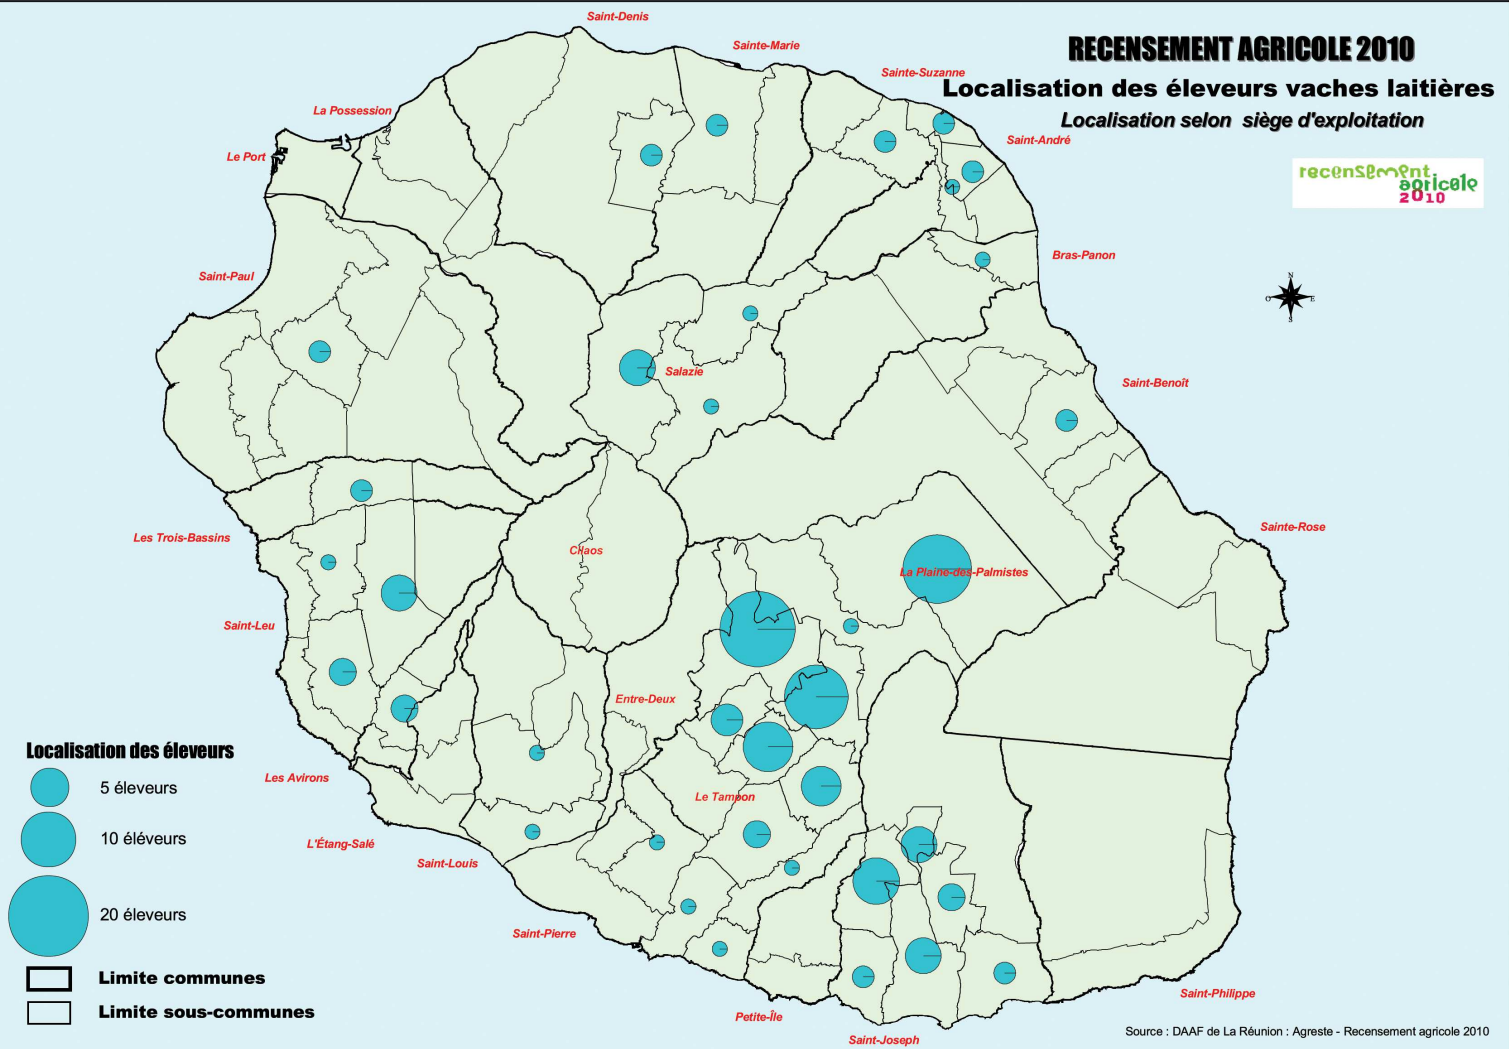 RECENSEMENT AGRICOLE 2010
Localisation des éleveurs vaches laitières
Localisation selon siège d'exploitation
recensement
agricole
2010
N
O
E
S
Saint-Denis
Sainte-Marie
Sainte-Suzanne
La Possession
Saint-André
Le Port
Bras-Panon
Saint-Paul
Salazie
Saint-Benoît
Sainte-Rose
Les Trois-Bassins
Cilaos
La Plaine-des-Palmistes
Saint-Leu
Entre-Deux
Les Avirons
Le Tampon
L'Étang-Salé
Saint-Louis
Saint-Pierre
Saint-Philippe
Petite-Île
Saint-Joseph
Localisation des éleveurs
5 éleveurs
10 éléveurs
20 éleveurs
Limite communes
Limite sous-communes
Source : DAAF de La Réunion : Agreste - Recensement agricole 2010